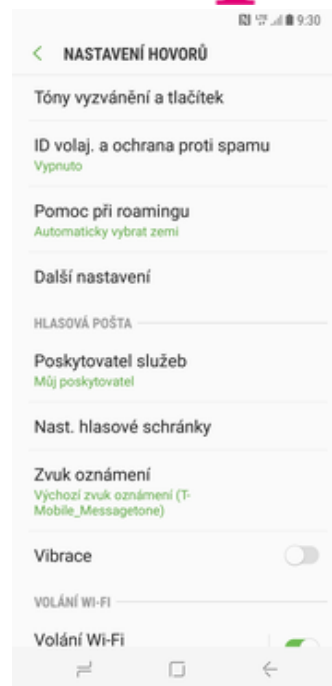 9:30
NASTAVENÍ HOVORŮ
Tóny vyzvánění a tlačítek
ID volaj. a ochrana proti spamu
Vypnuto
Pomoc při roamingu
Automaticky vybrat zemi
Další nastavení
HLASOVÁ POŠTA
Poskytovatel služeb
Můj poskytovatel
Nast. hlasové schránky
Zvuk oznámení
Výchozí zvuk oznámení (T-
Mobile_Messagetone)
Vibrace
VOLÁNÍ WI-FI
Volání Wi-Fi